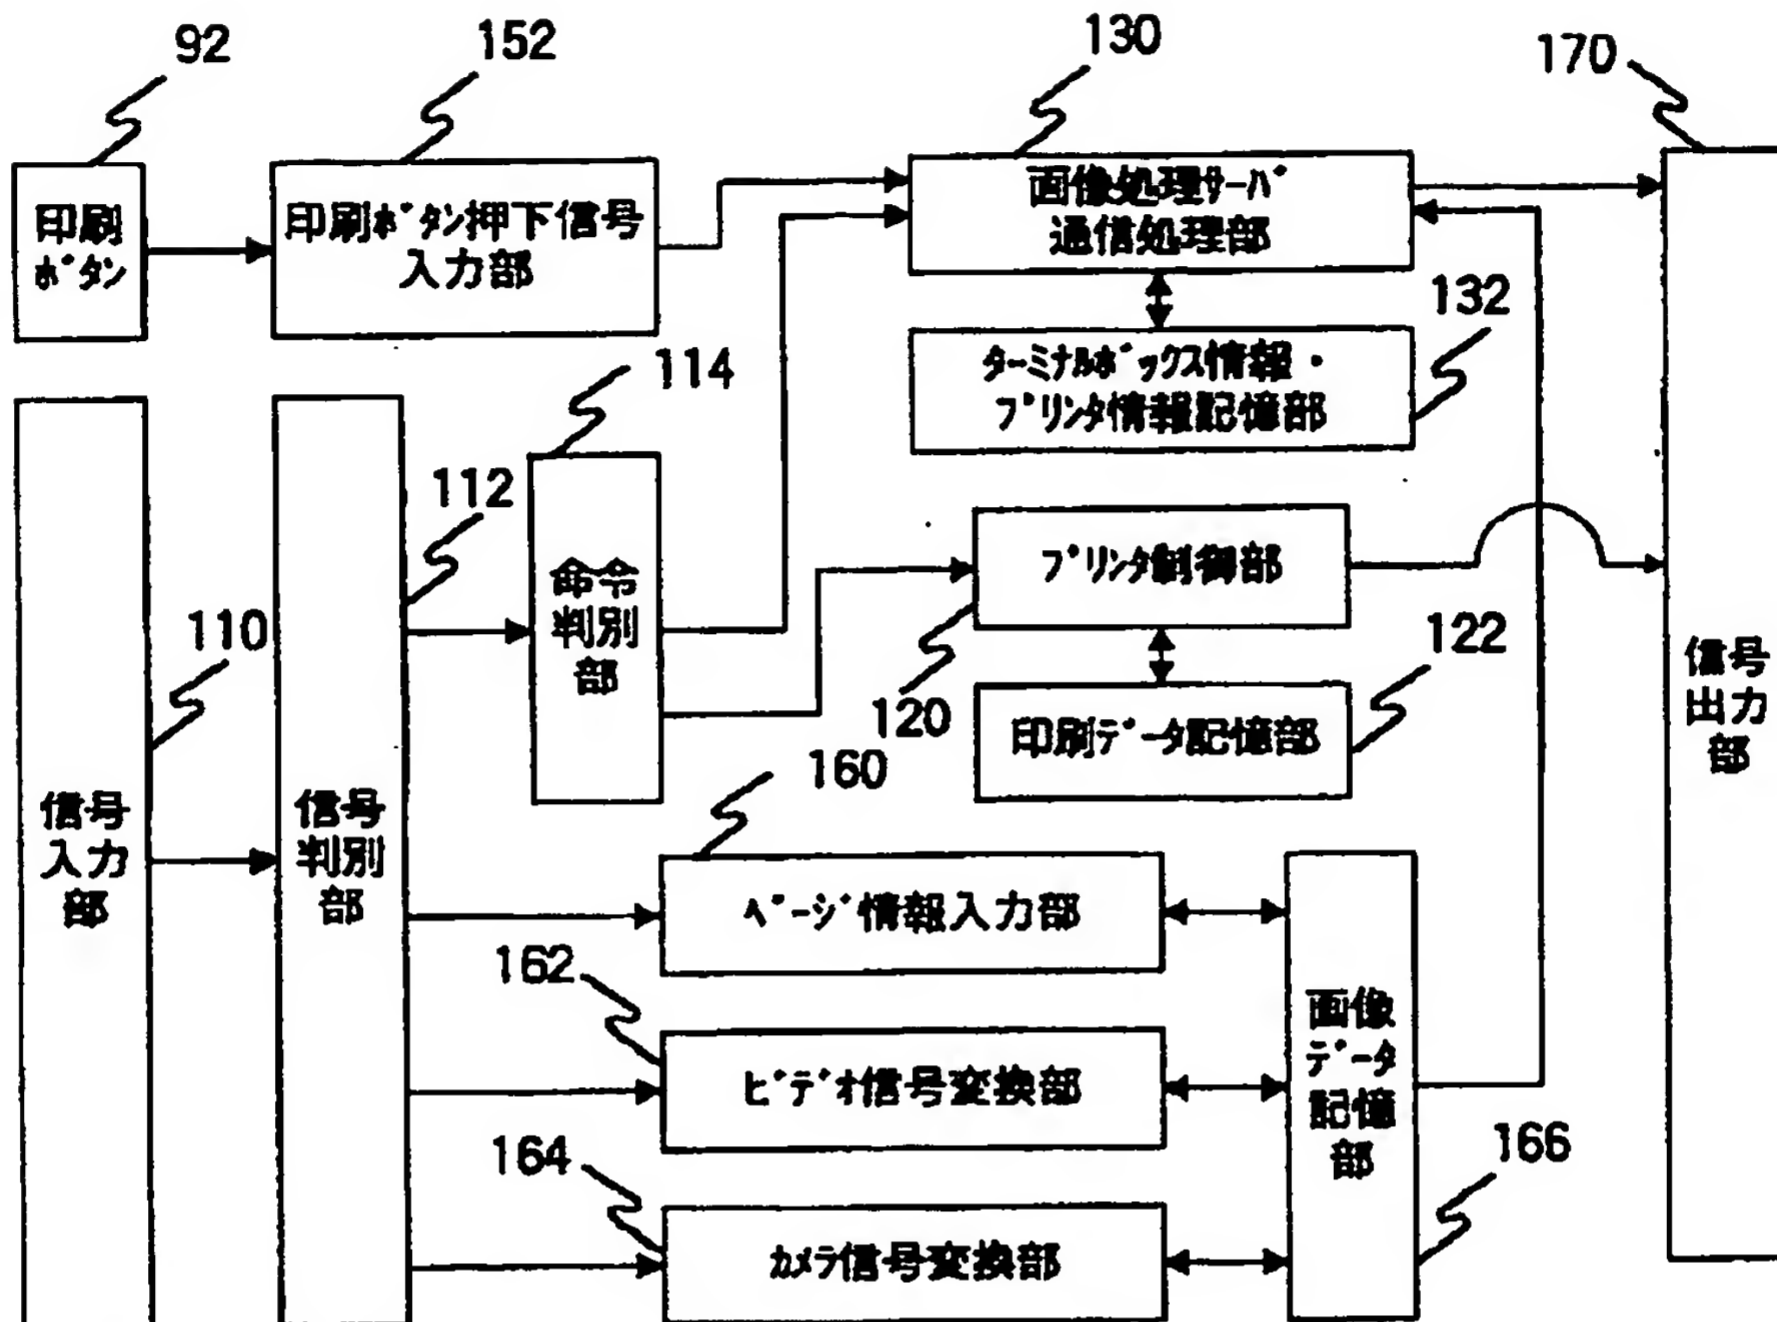 92
152
130
170
印刷
ボタン
印刷ボタン押下信号
入力部
画像処理サーバ
通信処理部
132
ターミナルボックス情報・
プリンタ情報記憶部
114
112
命令
判別
部
プリンタ制御部
120
122
印刷データ記憶部
110
信号
入力
部
信号
判別
部
160
ページ情報入力部
162
ビデオ信号変換部
164
カメラ信号変換部
画像
データ
記憶
部
166
信号
出力
部